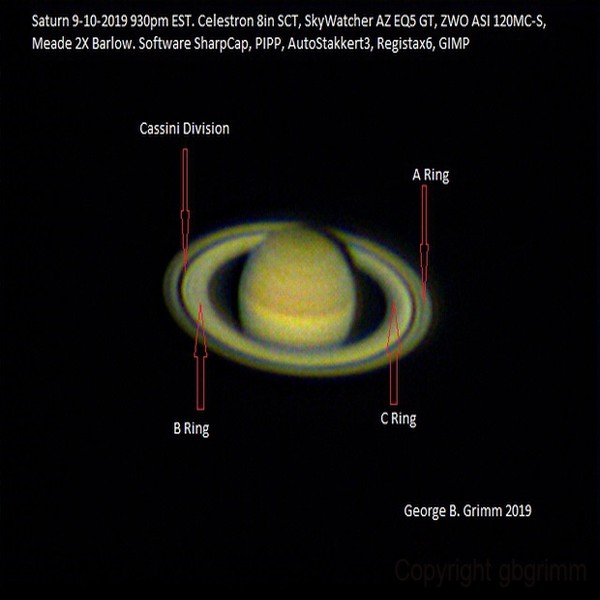 Saturn 9-10-2019 930pm EST. Celestron 8in SCT, SkyWatcher AZ EQ5 GT, ZWO ASI 120MC-S,
Meade 2X Barlow. Software SharpCap, PIPP, AutoStakkert3, Registax6, GIMP
Cassini Division
A Ring
B Ring
C Ring
George B. Grimm 2019
Copyright gbgrimm